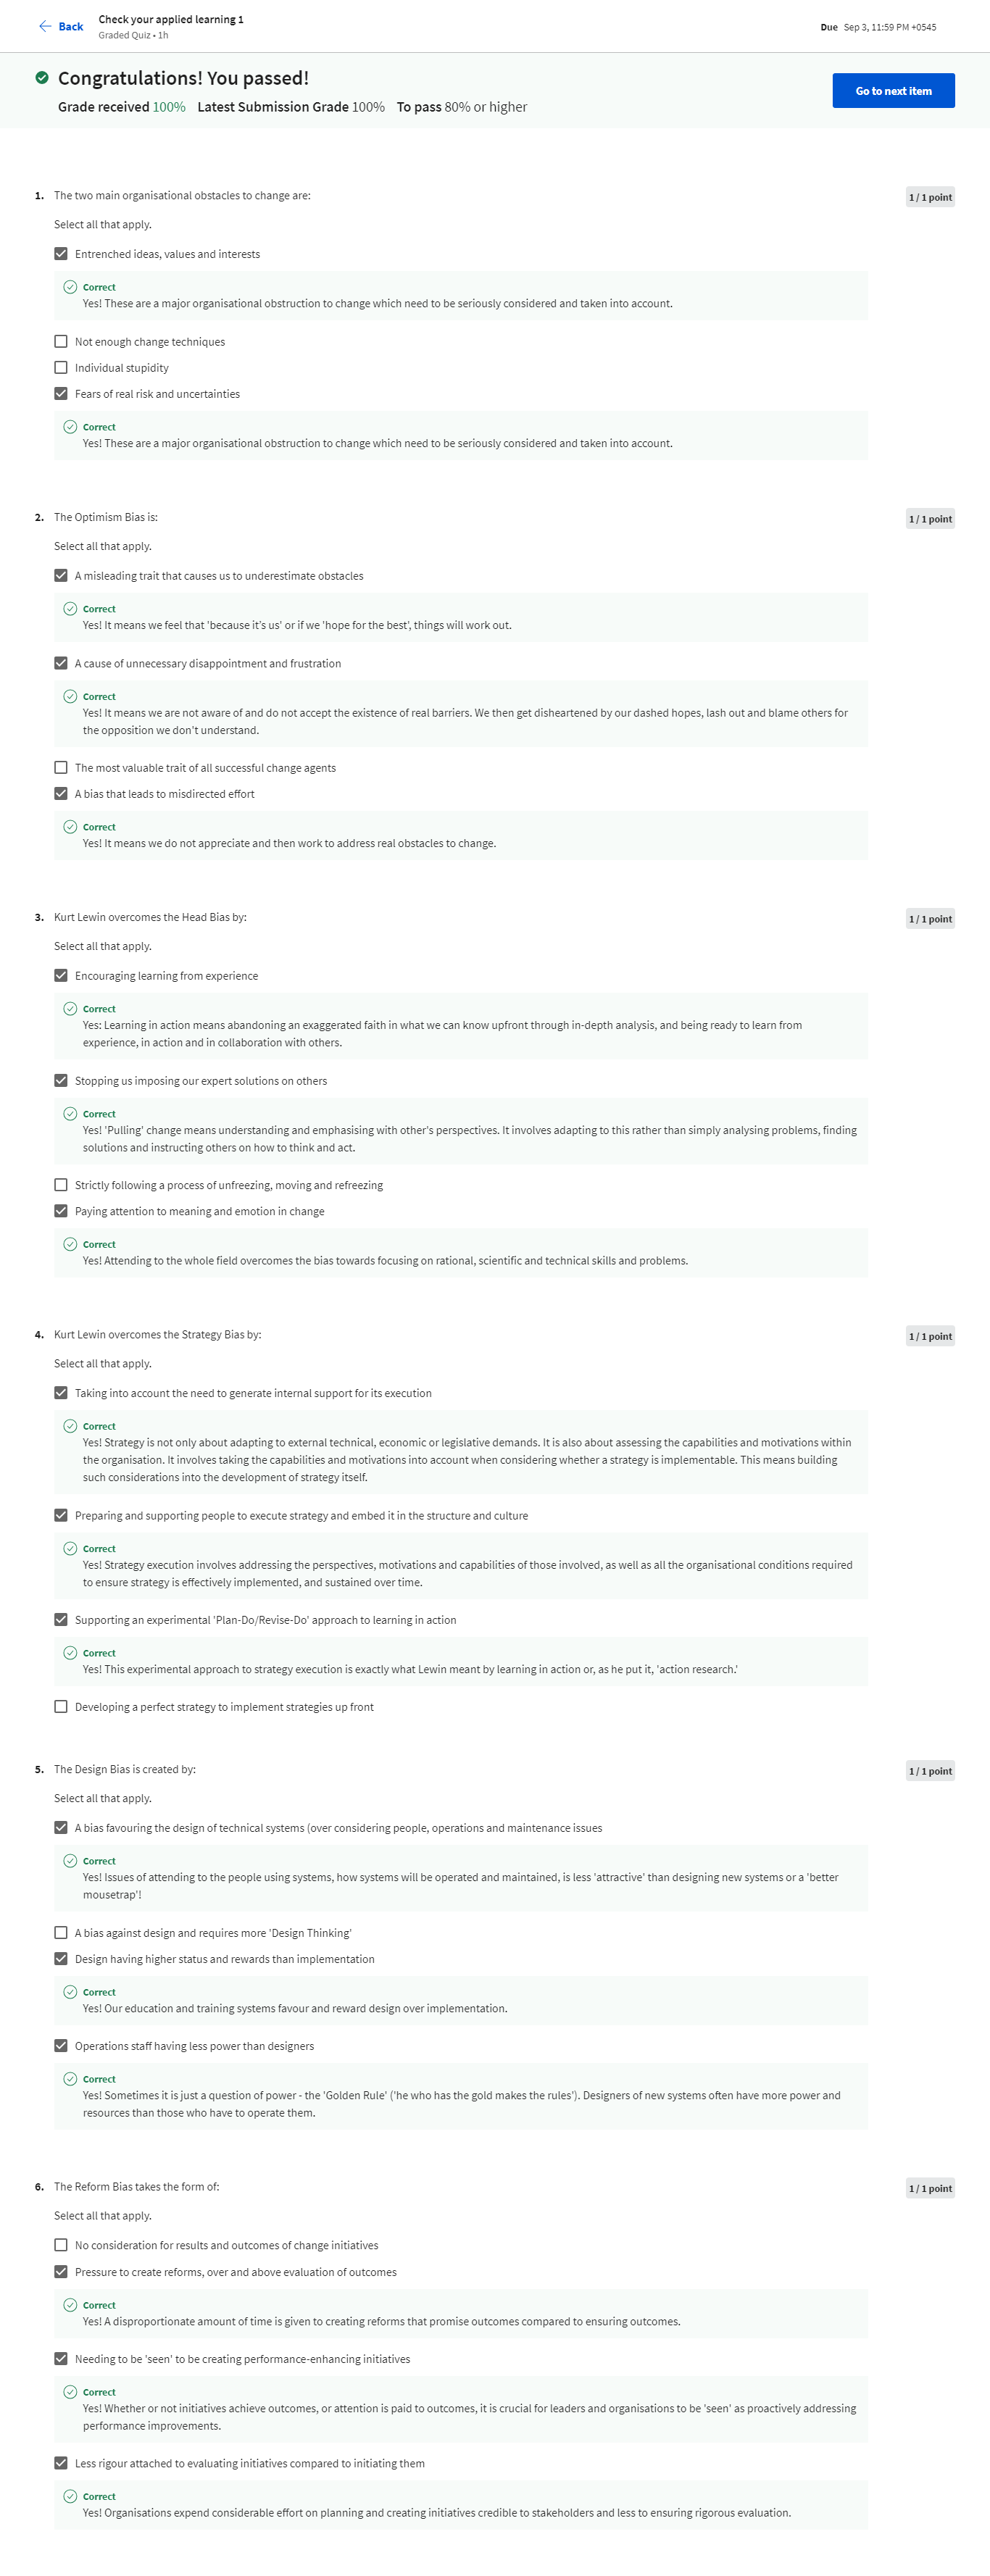 Back
Check your applied learning 1
Graded Quiz • 1h
Due Sep 3, 11:59 PM +0545
Congratulations! You passed!
Grade received 100% Latest Submission Grade 100% To pass 80% or higher
Go to next item
1. The two main organisational obstacles to change are:
1 / 1 point
Select all that apply.
Entrenched ideas, values and interests
Correct
Yes! These are a major organisational obstruction to change which need to be seriously considered and taken into account.
Not enough change techniques
Individual stupidity
Fears of real risk and uncertainties
Correct
Yes! These are a major organisational obstruction to change which need to be seriously considered and taken into account.
2. The Optimism Bias is:
1 / 1 point
Select all that apply.
A misleading trait that causes us to underestimate obstacles
Correct
Yes! It means we feel that 'because it’s us' or if we 'hope for the best', things will work out.
A cause of unnecessary disappointment and frustration
Correct
Yes! It means we are not aware of and do not accept the existence of real barriers. We then get disheartened by our dashed hopes, lash out and blame others for
the opposition we don't understand.
The most valuable trait of all successful change agents
A bias that leads to misdirected effort
Correct
Yes! It means we do not appreciate and then work to address real obstacles to change.
3. Kurt Lewin overcomes the Head Bias by:
1 / 1 point
Select all that apply.
Encouraging learning from experience
Correct
Yes: Learning in action means abandoning an exaggerated faith in what we can know upfront through in-depth analysis, and being ready to learn from
experience, in action and in collaboration with others.
Stopping us imposing our expert solutions on others
Correct
Yes! 'Pulling' change means understanding and emphasising with other's perspectives. It involves adapting to this rather than simply analysing problems, finding
solutions and instructing others on how to think and act.
Strictly following a process of unfreezing, moving and refreezing
Paying attention to meaning and emotion in change
Correct
Yes! Attending to the whole field overcomes the bias towards focusing on rational, scientific and technical skills and problems.
4. Kurt Lewin overcomes the Strategy Bias by:
1 / 1 point
Select all that apply.
Taking into account the need to generate internal support for its execution
Correct
Yes! Strategy is not only about adapting to external technical, economic or legislative demands. It is also about assessing the capabilities and motivations within
the organisation. It involves taking the capabilities and motivations into account when considering whether a strategy is implementable. This means building
such considerations into the development of strategy itself.
Preparing and supporting people to execute strategy and embed it in the structure and culture
Correct
Yes! Strategy execution involves addressing the perspectives, motivations and capabilities of those involved, as well as all the organisational conditions required
to ensure strategy is effectively implemented, and sustained over time.
Supporting an experimental 'Plan-Do/Revise-Do' approach to learning in action
Correct
Yes! This experimental approach to strategy execution is exactly what Lewin meant by learning in action or, as he put it, 'action research.'
Developing a perfect strategy to implement strategies up front
5. The Design Bias is created by:
1 / 1 point
Select all that apply.
A bias favouring the design of technical systems (over considering people, operations and maintenance issues
Correct
Yes! Issues of attending to the people using systems, how systems will be operated and maintained, is less 'attractive' than designing new systems or a 'better
mousetrap'!
A bias against design and requires more 'Design Thinking'
Design having higher status and rewards than implementation
Correct
Yes! Our education and training systems favour and reward design over implementation.
Operations staff having less power than designers
Correct
Yes! Sometimes it is just a question of power - the 'Golden Rule' ('he who has the gold makes the rules'). Designers of new systems often have more power and
resources than those who have to operate them.
6. The Reform Bias takes the form of:
1 / 1 point
Select all that apply.
No consideration for results and outcomes of change initiatives
Pressure to create reforms, over and above evaluation of outcomes
Correct
Yes! A disproportionate amount of time is given to creating reforms that promise outcomes compared to ensuring outcomes.
Needing to be 'seen' to be creating performance-enhancing initiatives
Correct
Yes! Whether or not initiatives achieve outcomes, or attention is paid to outcomes, it is crucial for leaders and organisations to be 'seen' as proactively addressing
performance improvements.
Less rigour attached to evaluating initiatives compared to initiating them
Correct
Yes! Organisations expend considerable effort on planning and creating initiatives credible to stakeholders and less to ensuring rigorous evaluation.